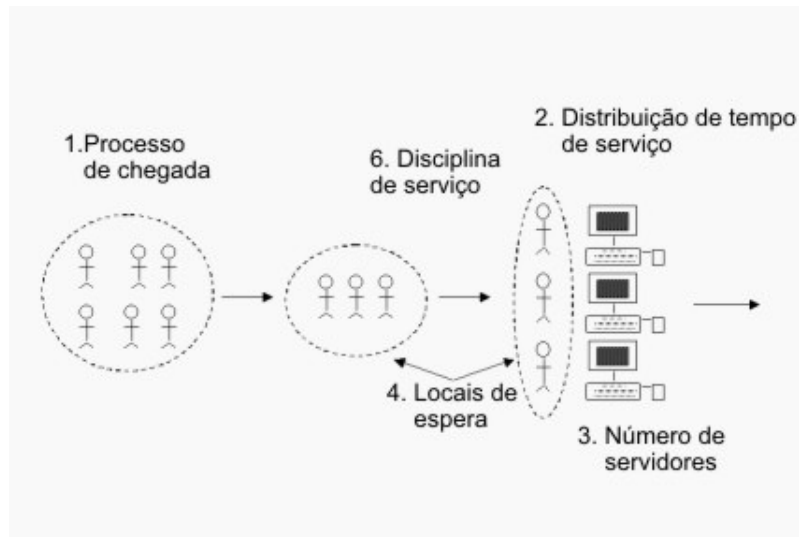 1.Processo
de chegada
6. Disciplina
de serviço
2. Distribuição de tempo
de serviço
4. Locais de
espera
3. Número de
servidores